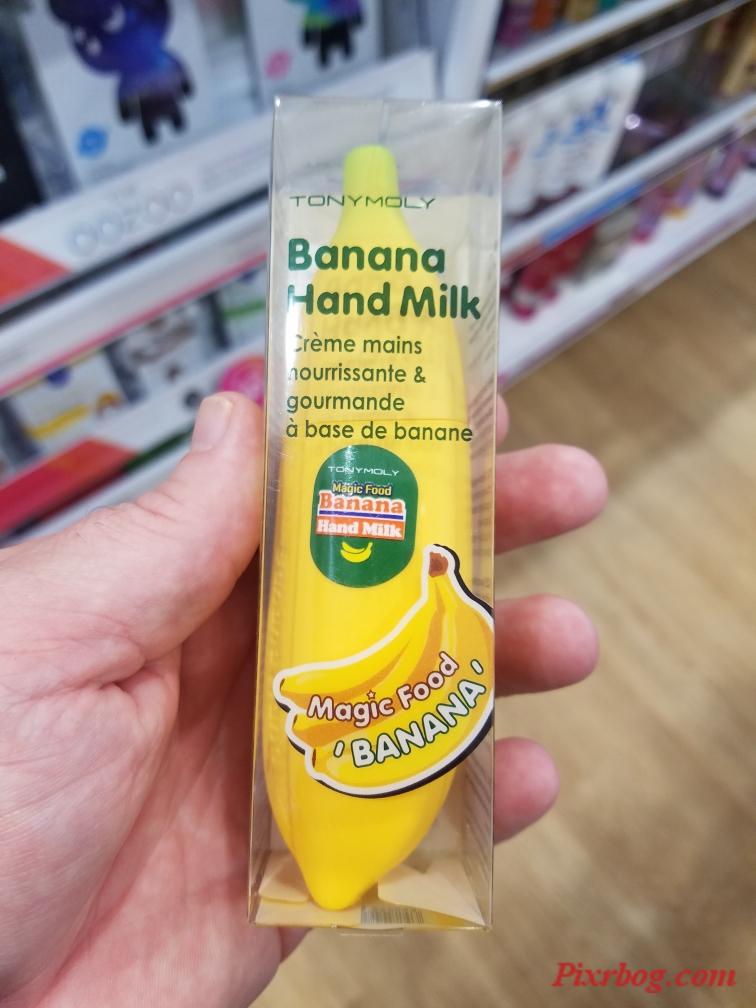 TONYMOLY
Banana
Hand Milk
Crème mains
nourrissante &
gourmande
à base de banane
TONYMOLY
Magic Food
Banana
Hand Milk
Magic Food
'BANANA'
Pixrbog.com